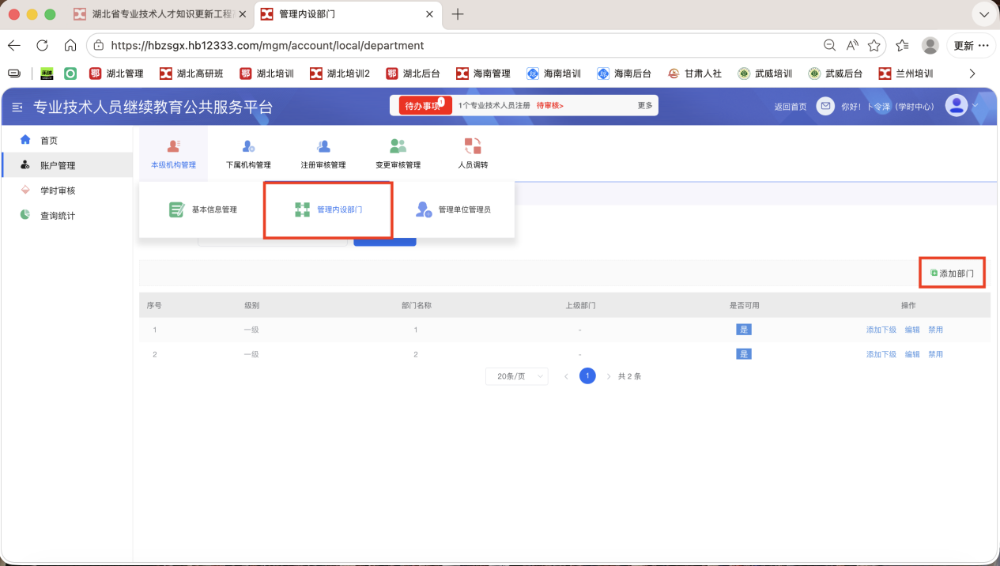 湖北省专业技术人才知识更新工程
管理内设部门
https://hbzsgx.hb12333.com/mgm/account/local/department
更新
湖北管理 湖北高研班 湖北培训 湖北培训2 湖北后台 海南管理 海南培训 海南后台 甘肃人社 武威培训 武威后台 兰州培训
专业技术人员继续教育公共服务平台
待办事项 1 1个专业技术人员注册 待审核> 更多
返回首页 你好！卜令泽（学时中心）
首页
账户管理
学时审核
查询统计
本级机构管理 下属机构管理 注册审核管理 变更审核管理 人员调转
基本信息管理 管理内设部门 管理单位管理员
添加部门
序号 级别 部门名称 上级部门 是否可用 操作
1 一级 1 - 是 添加下级 编辑 禁用
2 一级 2 - 是 添加下级 编辑 禁用
20条/页 1 共 2 条